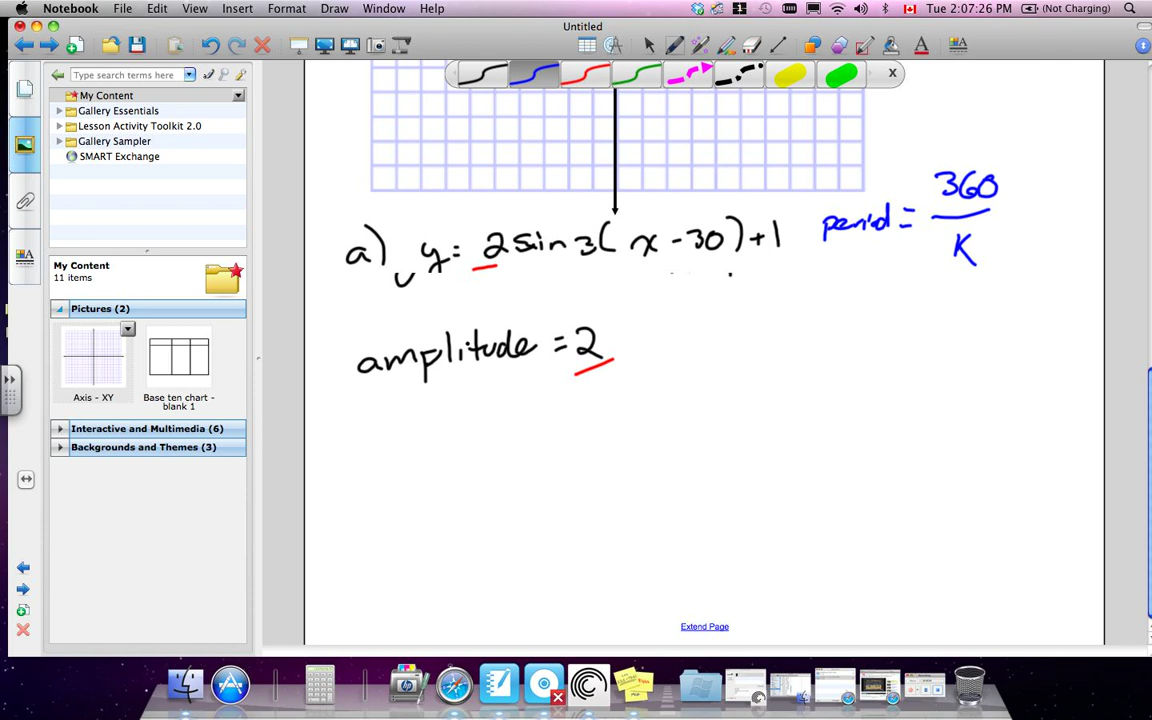 Notebook File Edit View Insert Format Draw Window Help 1 Tue 2:07:26 PM (Not Charging)
Untitled
Type search terms here
My Content
Gallery Essentials
Lesson Activity Toolkit 2.0
Gallery Sampler
SMART Exchange
My Content
11 items
Pictures (2)
Axis - XY
Base ten chart -
blank 1
Interactive and Multimedia (6)
Backgrounds and Themes (3)
a) y= 2sin3(x-30)+1
period = 360
K
amplitude = 2
Extend Page